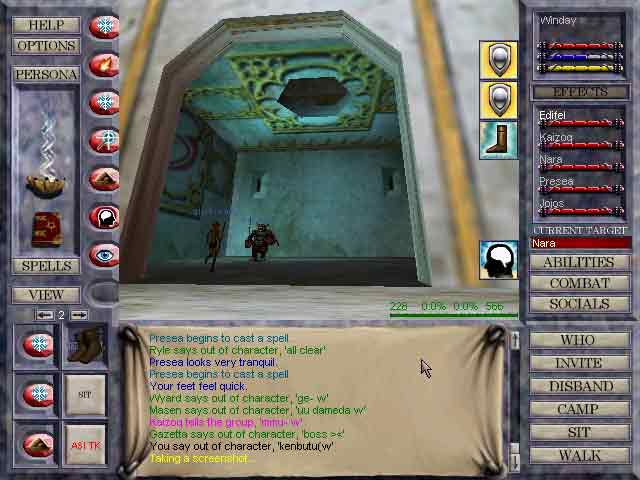 HELP
OPTIONS
PERSONA
SPELLS
VIEW
2
SIT
ASI TK
Winday
EFFECTS
Edifel
Kaizoq
Nara
Presea
Jojos
CURRENT TARGET
Nara
ABILITIES
COMBAT
SOCIALS
WHO
INVITE
DISBAND
CAMP
SIT
WALK
228 0.0% 0.0% 566
Presea begins to cast a spell...
Ryle says out of character, 'all clear'
Presea looks very tranquil.
Presea begins to cast a spell
Your feet feel quick.
Wyard says out of character, 'ge- w'
Masen says out of character, 'uu dameda w'
Kaizoq tells the group, 'mmu- w'
Gazetta says out of character, 'boss ><'
You say out of character, 'kenbutu(w'
Taking a screenshot...